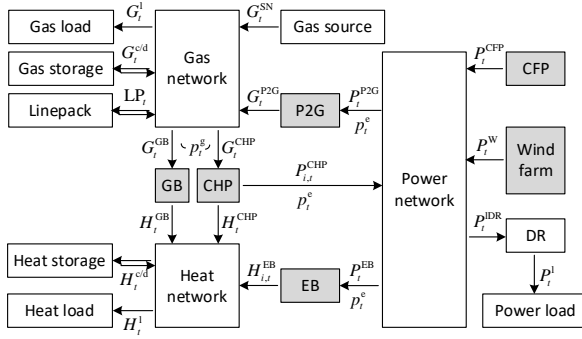 Gas load
G_t^l
Gas network
G_t^SN
Gas source
Gas storage
G_t^c/d
Linepack
LP_t
G_t^P2G
P2G
P_t^P2G
p_t^e
Power network
P_t^CFP
CFP
P_t^W
Wind farm
G_t^GB
p_t^g
G_t^CHP
GB
CHP
P_i,t^CHP
p_t^e
H_t^GB
H_t^CHP
P_t^IDR
DR
P_t^l
Power load
Heat storage
H_t^c/d
Heat network
H_i,t^EB
EB
P_t^EB
p_t^e
Heat load
H_t^l